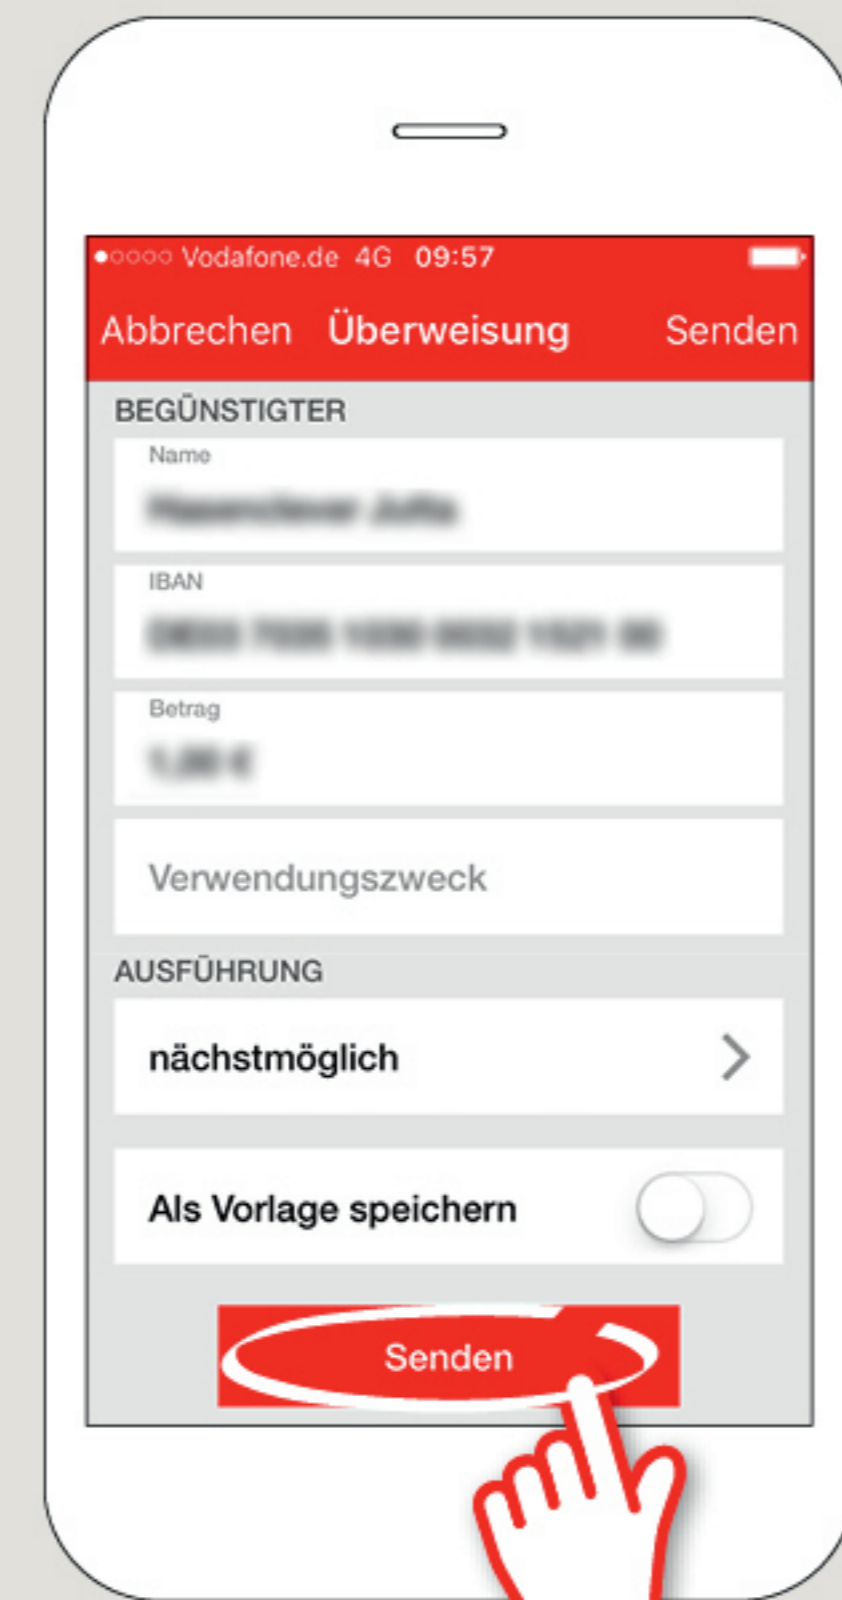 Vodafone.de 4G 09:57
Abbrechen Überweisung Senden
BEGÜNSTIGTER
Name
IBAN
Betrag
Verwendungszweck
AUSFÜHRUNG
nächstmöglich
Als Vorlage speichern
Senden